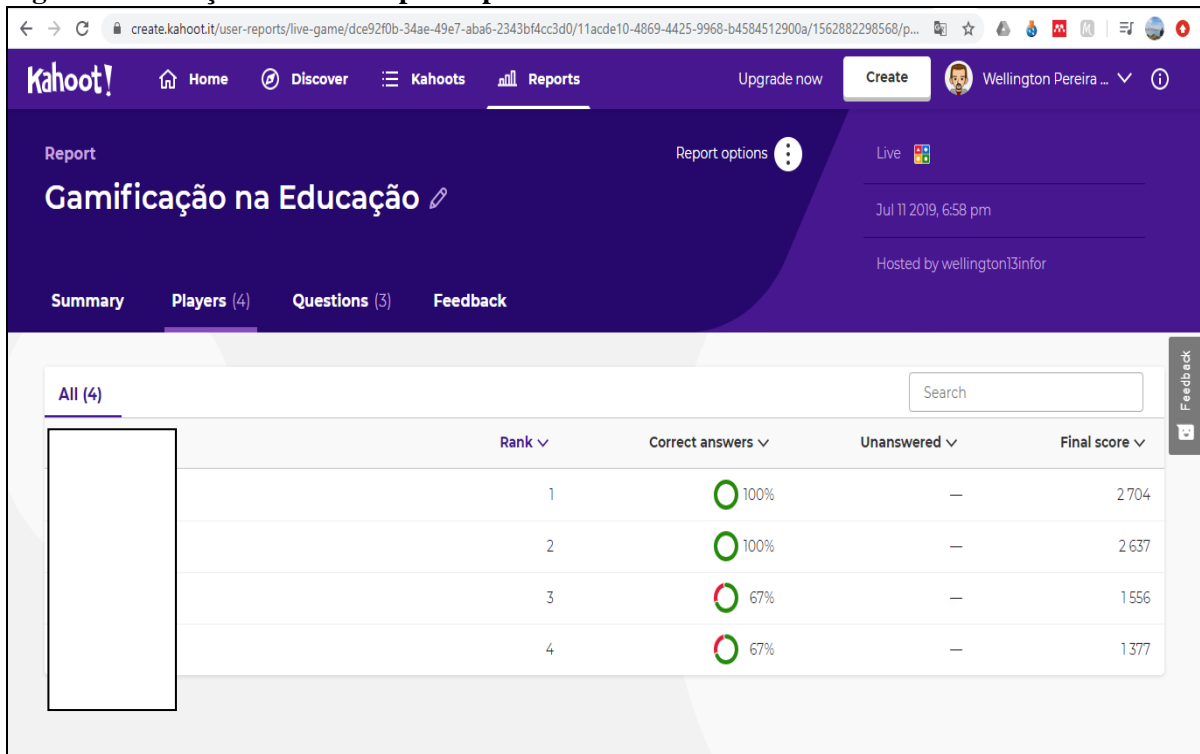 create.kahoot.it/user-reports/live-game/dce92f0b-34ae-49e7-aba6-2343bf4cc3d0/11acde10-4869-4425-9968-b4584512900a/1562882298568/p...
Kahoot! Home Discover Kahoots Reports Upgrade now Create Wellington Pereira ...
Report Report options Live
Gamificação na Educação
Jul 11 2019, 6:58 pm
Hosted by wellington13infor
Summary Players (4) Questions (3) Feedback
Feedback
All (4) Search
Rank Correct answers Unanswered Final score
1 100% — 2 704
2 100% — 2 637
3 67% — 1 556
4 67% — 1 377